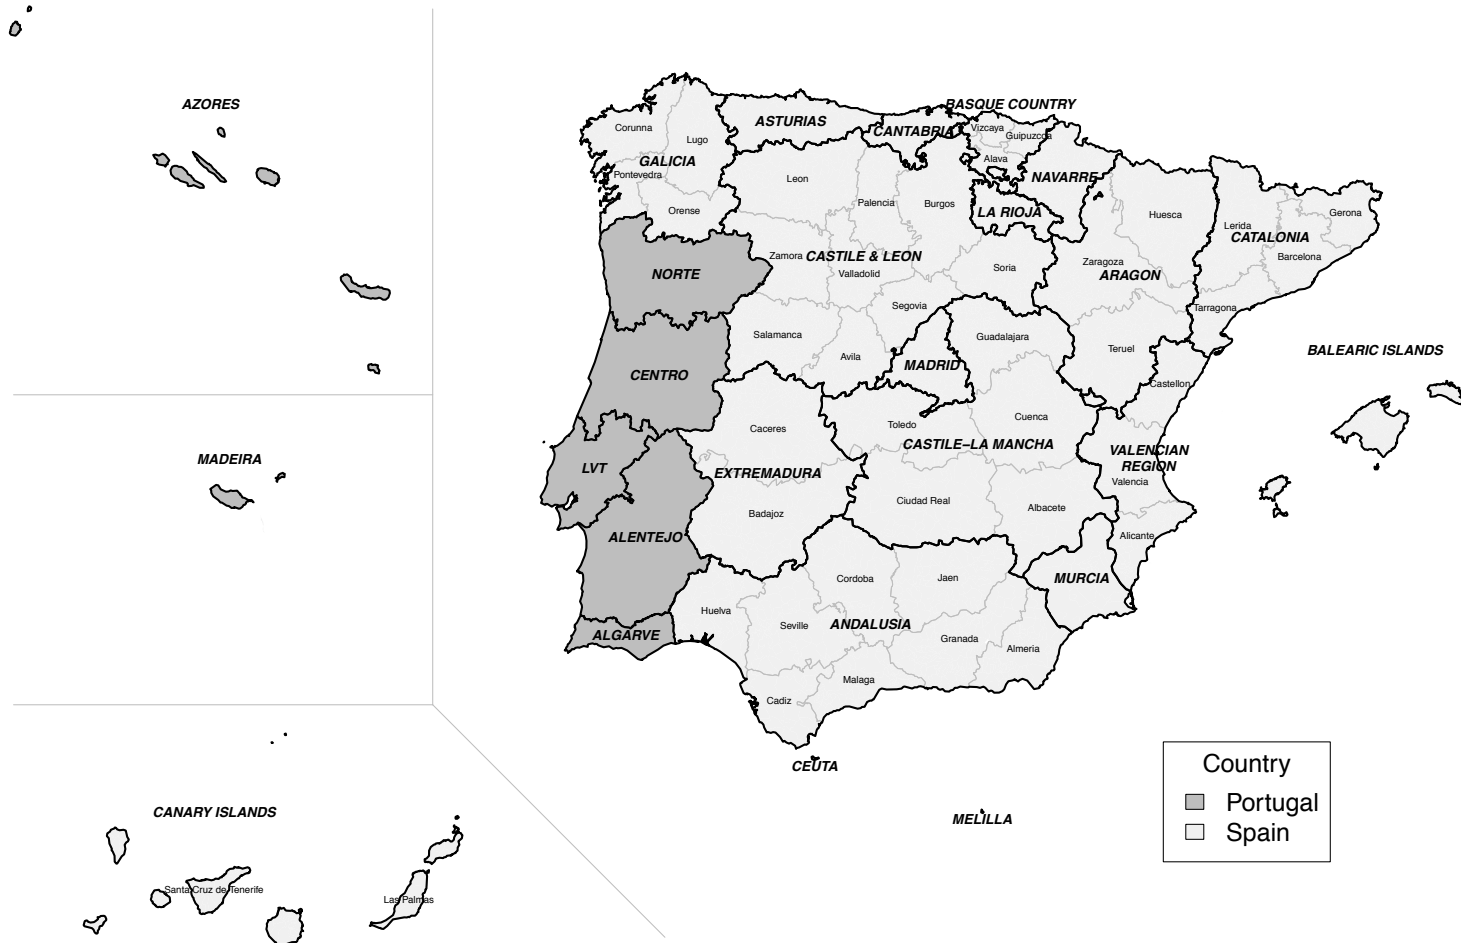 AZORES
BASQUE COUNTRY
ASTURIAS
CANTABRIA
Vizcaya
Guipuzcoa
Corunna
Lugo
GALICIA
Alava
Pontevedra
Leon
NAVARRE
Palencia
Burgos
LA RIOJA
Orense
Huesca
Gerona
Lerida
CATALONIA
Zamora
CASTILE & LEON
Barcelona
Zaragoza
Soria
NORTE
Valladolid
ARAGON
Segovia
Tarragona
Salamanca
Guadalajara
Avila
Teruel
BALEARIC ISLANDS
MADRID
CENTRO
Castellon
Cuenca
Toledo
Caceres
CASTILE–LA MANCHA
VALENCIAN
REGION
MADEIRA
LVT
EXTREMADURA
Valencia
Ciudad Real
Albacete
Badajoz
ALENTEJO
Alicante
Cordoba
Jaen
MURCIA
Huelva
Seville
ANDALUSIA
ALGARVE
Granada
Almeria
Malaga
Cadiz
CEUTA
MELILLA
Country
Portugal
Spain
CANARY ISLANDS
Santa Cruz de Tenerife
Las Palmas